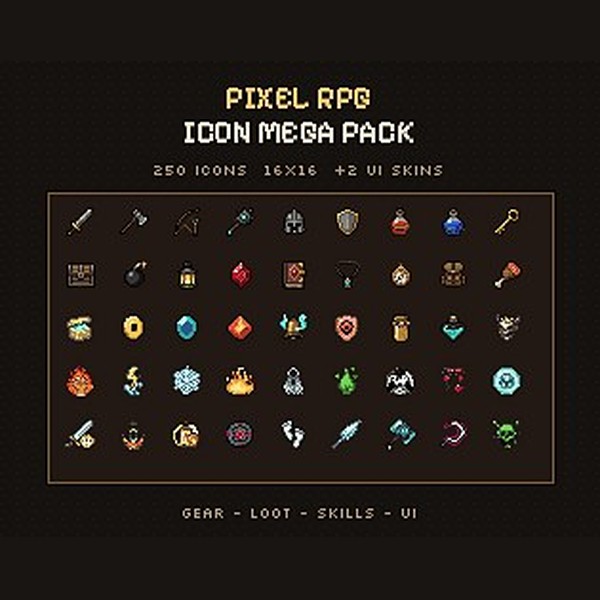 PIXEL RPG
ICON MEGA PACK
250 ICONS 16X16 +2 UI SKINS
GEAR - LOOT - SKILLS - UI